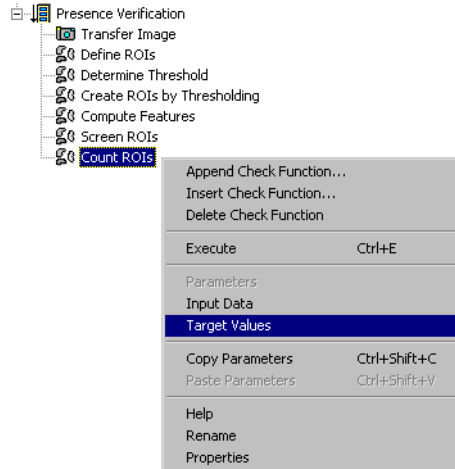 Presence Verification
Transfer Image
Define ROIs
Determine Threshold
Create ROIs by Thresholding
Compute Features
Screen ROIs
Count ROIs
Append Check Function...
Insert Check Function...
Delete Check Function
Execute Ctrl+E
Parameters
Input Data
Target Values
Copy Parameters Ctrl+Shift+C
Paste Parameters Ctrl+Shift+V
Help
Rename
Properties